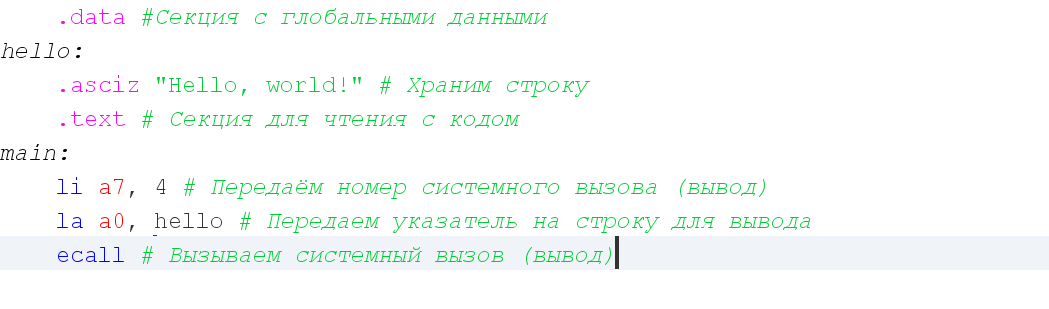 .data #Секция с глобальными данными
hello:
.asciz "Hello, world!" # Храним строку
.text # Секция для чтения с кодом
main:
li a7, 4 # Передаём номер системного вызова (вывод)
la a0, hello # Передаем указатель на строку для вывода
ecall # Вызываем системный вызов (вывод)